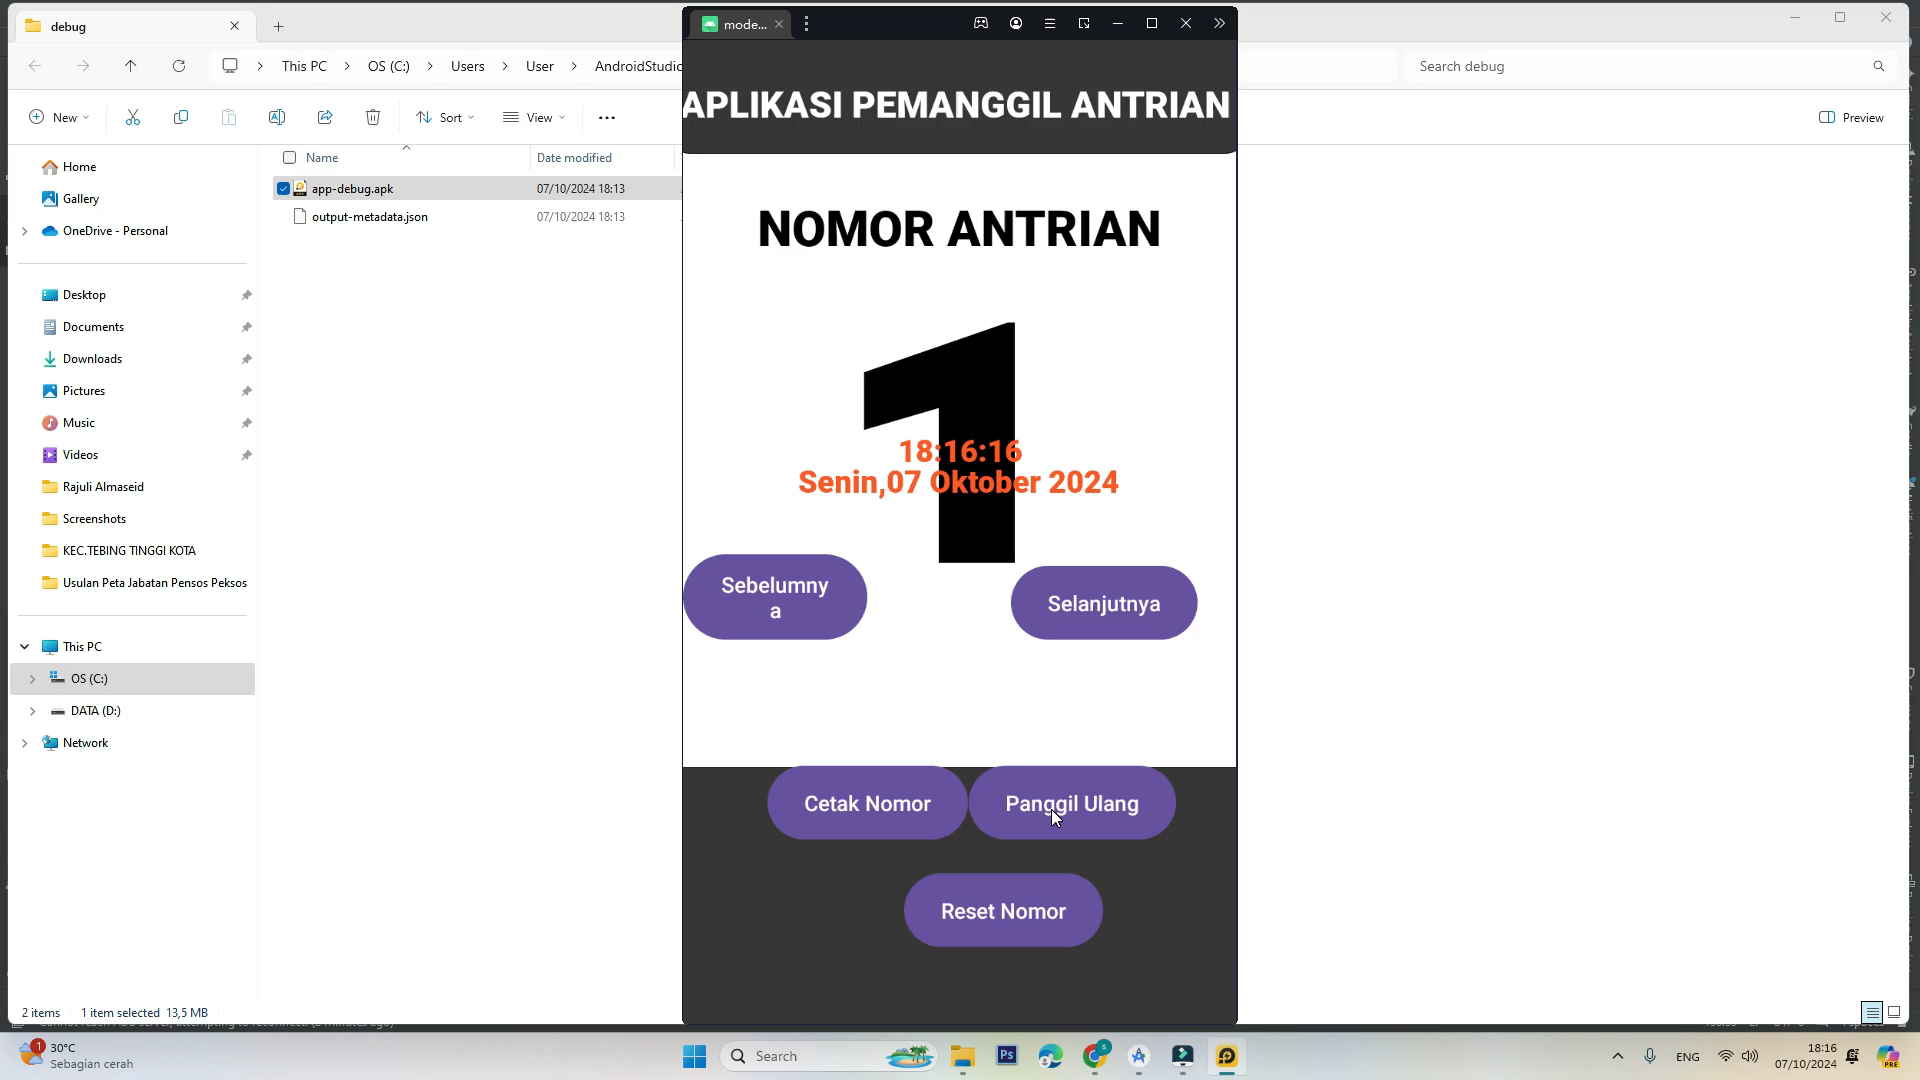 debug
mode...
This PC
OS (C:)
Users
User
AndroidStudio
Search debug
New
Sort
View
Preview
APLIKASI PEMANGGIL ANTRIAN
Name
Date modified
app-debug.apk
07/10/2024 18:13
output-metadata.json
07/10/2024 18:13
Home
Gallery
OneDrive - Personal
Desktop
Documents
Downloads
Pictures
Music
Videos
Rajuli Almaseid
Screenshots
KEC.TEBING TINGGI KOTA
Usulan Peta Jabatan Pensos Peksos
This PC
OS (C:)
DATA (D:)
Network
NOMOR ANTRIAN
1
18:16:16
Senin,07 Oktober 2024
Sebelumny
a
Selanjutnya
Cetak Nomor
Panggil Ulang
Reset Nomor
2 items
1 item selected 13,5 MB
1
30°C
Sebagian cerah
Search
Ps
S
ENG
18:16
07/10/2024
PRE